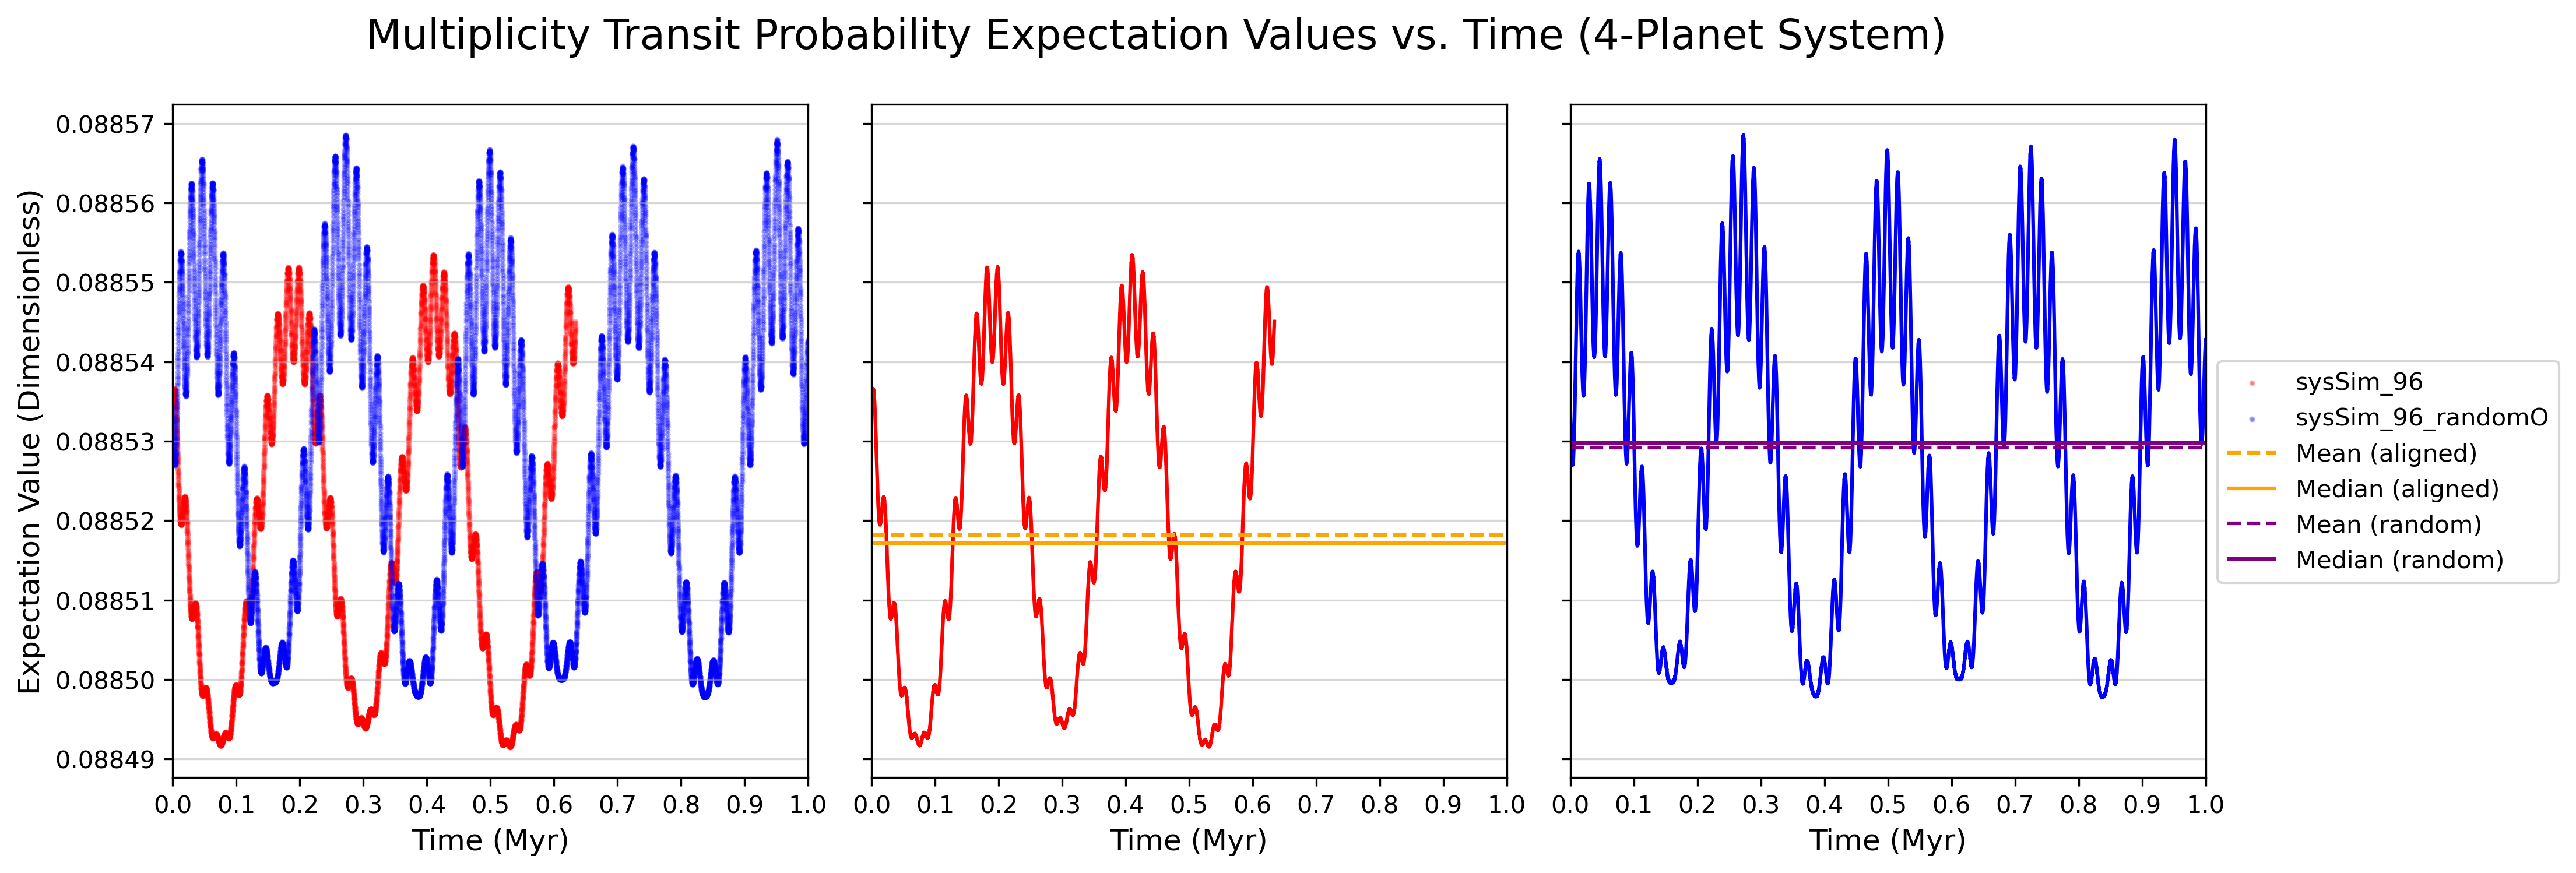 Multiplicity Transit Probability Expectation Values vs. Time (4-Planet System)
Expectation Value (Dimensionless)
0.08857
0.08856
0.08855
0.08854
0.08853
0.08852
0.08851
0.08850
0.08849
0.0 0.1 0.2 0.3 0.4 0.5 0.6 0.7 0.8 0.9 1.0
Time (Myr)
0.0 0.1 0.2 0.3 0.4 0.5 0.6 0.7 0.8 0.9 1.0
Time (Myr)
0.0 0.1 0.2 0.3 0.4 0.5 0.6 0.7 0.8 0.9 1.0
Time (Myr)
sysSim_96
sysSim_96_randomO
Mean (aligned)
Median (aligned)
Mean (random)
Median (random)